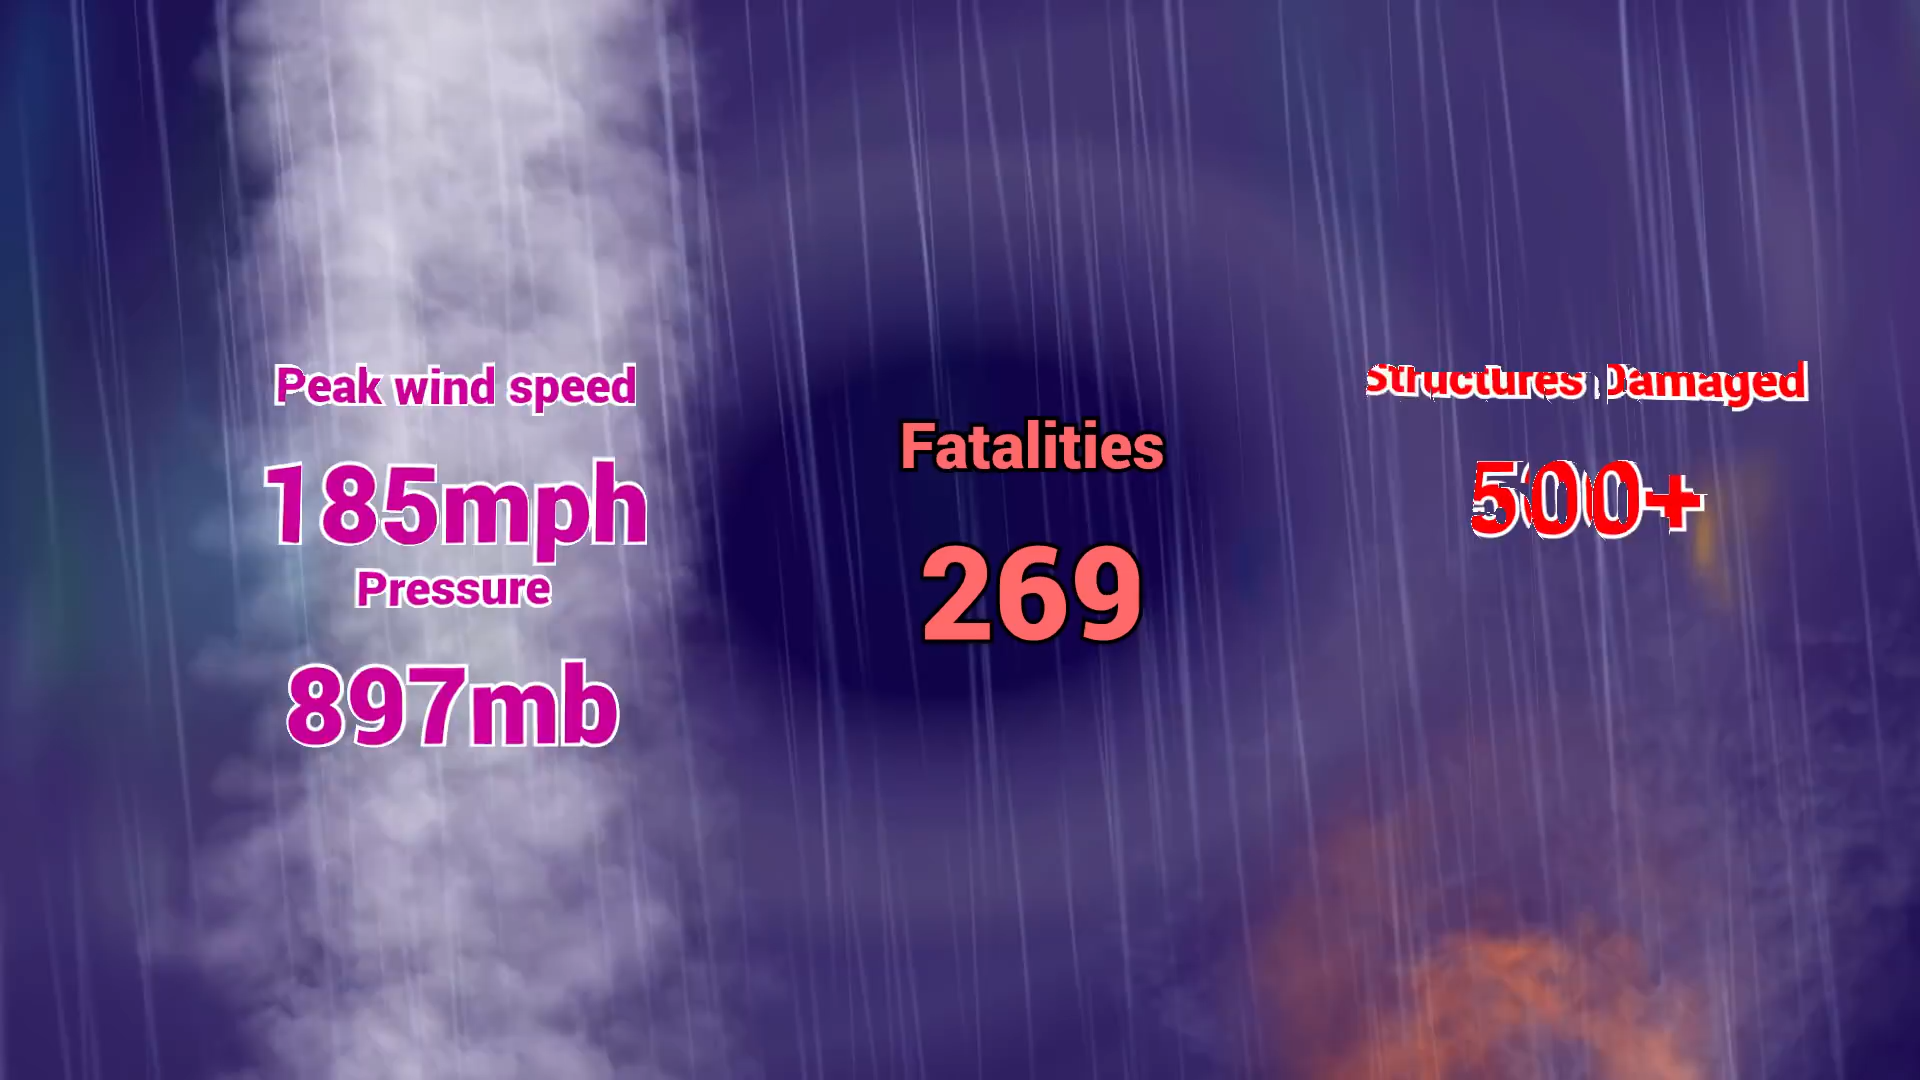 Peak wind speed
185mph
Pressure
897mb
Fatalities
269
Structures Damaged
500+